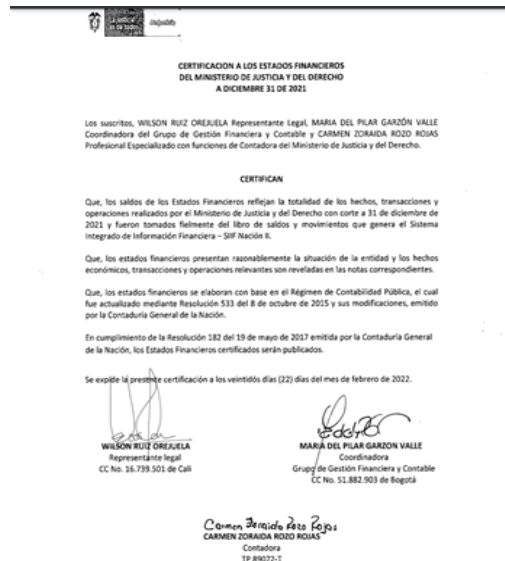 La justicia
es de todos
Minjusticia
CERTIFICACION A LOS ESTADOS FINANCIEROS
DEL MINISTERIO DE JUSTICIA Y DEL DERECHO
A DICIEMBRE 31 DE 2021
Los suscritos, WILSON RUIZ OREJUELA Representante Legal, MARIA DEL PILAR GARZÓN VALLE
Coordinadora del Grupo de Gestión Financiera y Contable y CARMEN ZORAIDA ROZO ROJAS
Profesional Especializado con funciones de Contadora del Ministerio de Justicia y del Derecho.
CERTIFICAN
Que, los saldos de los Estados Financieros reflejan la totalidad de los hechos, transacciones y
operaciones realizados por el Ministerio de Justicia y del Derecho con corte a 31 de diciembre de
2021 y fueron tomados fielmente del libro de saldos y movimientos que genera el Sistema
Integrado de Información Financiera – SIIF Nación II.
Que, los estados financieros presentan razonablemente la situación de la entidad y los hechos
económicos, transacciones y operaciones relevantes son reveladas en las notas correspondientes.
Que, los estados financieros se elaboran con base en el Régimen de Contabilidad Pública, el cual
fue actualizado mediante Resolución 533 del 8 de octubre de 2015 y sus modificaciones, emitido
por la Contaduría General de la Nación.
En cumplimiento de la Resolución 182 del 19 de mayo de 2017 emitida por la Contaduría General
de la Nación, los Estados Financieros certificados serán publicados.
Se expide la presente certificación a los veintidós días (22) días del mes de febrero de 2022.
WILSON RUIZ OREJUELA
Representante legal
CC No. 16.739.501 de Cali
MARIA DEL PILAR GARZON VALLE
Coordinadora
Grupo de Gestión Financiera y Contable
CC No. 51.882.903 de Bogotá
Carmen Zoraida Rozo Rojas
CARMEN ZORAIDA ROZO ROJAS
Contadora
TP 89022-T